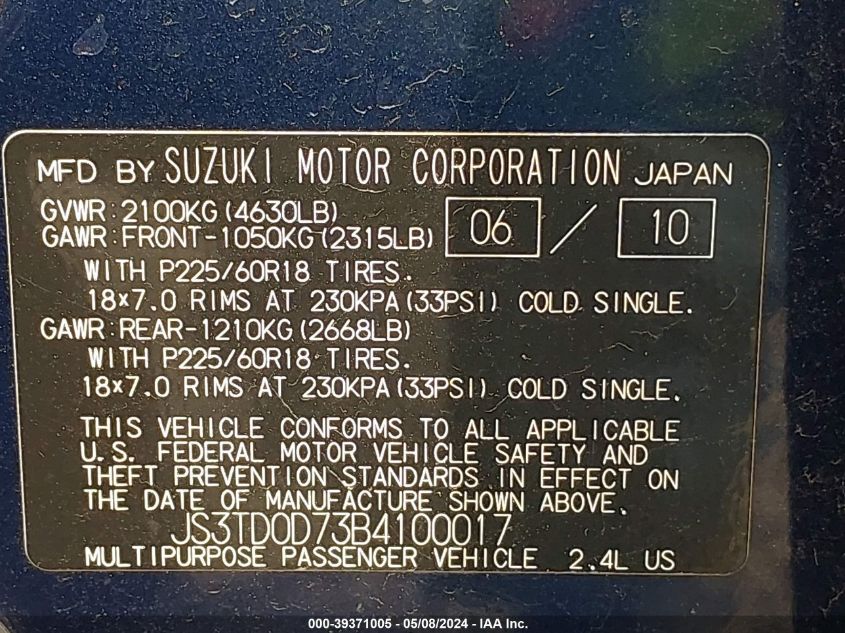 MFD BY SUZUKI MOTOR CORPORATION JAPAN
GVWR:2100KG(4630LB)
GAWR:FRONT-1050KG(2315LB) 06 / 10
WITH P225/60R18 TIRES.
18×7.0 RIMS AT 230KPA(33PSI) COLD SINGLE.
GAWR:REAR-1210KG(2668LB)
WITH P225/60R18 TIRES.
18×7.0 RIMS AT 230KPA(33PSI) COLD SINGLE.
THIS VEHICLE CONFORMS TO ALL APPLICABLE
U.S. FEDERAL MOTOR VEHICLE SAFETY AND
THEFT PREVENTION STANDARDS IN EFFECT ON
THE DATE OF MANUFACTURE SHOWN ABOVE.
JS3TD0D73B4100017
MULTIPURPOSE PASSENGER VEHICLE 2.4L US
000-39371005 - 05/08/2024 - IAA Inc.